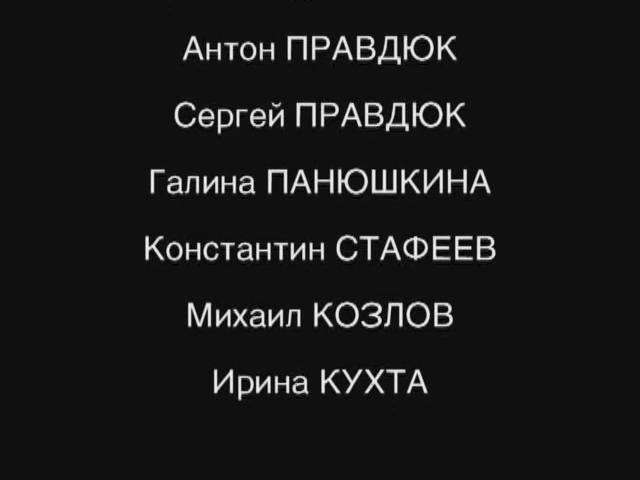 Антон ПРАВДЮК
Сергей ПРАВДЮК
Галина ПАНЮШКИНА
Константин СТАФЕЕВ
Михаил КОЗЛОВ
Ирина КУХТА